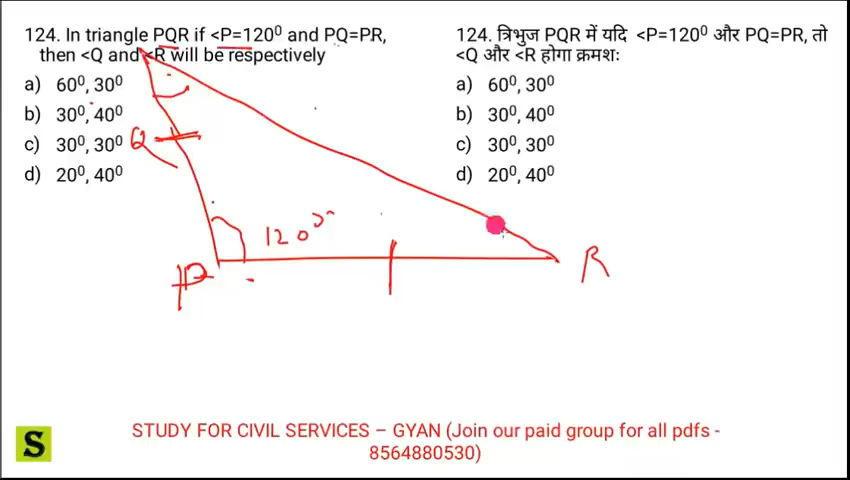 124. In triangle PQR if <P=120⁰ and PQ=PR,
then <Q and <R will be respectively
a) 60⁰, 30⁰
b) 30⁰, 40⁰
c) 30⁰, 30⁰
d) 20⁰, 40⁰
124. त्रिभुज PQR में यदि <P=120⁰ और PQ=PR, तो
<Q और <R होगा क्रमशः
a) 60⁰, 30⁰
b) 30⁰, 40⁰
c) 30⁰, 30⁰
d) 20⁰, 40⁰
Q
120⁰
P
R
S
STUDY FOR CIVIL SERVICES – GYAN (Join our paid group for all pdfs -
8564880530)